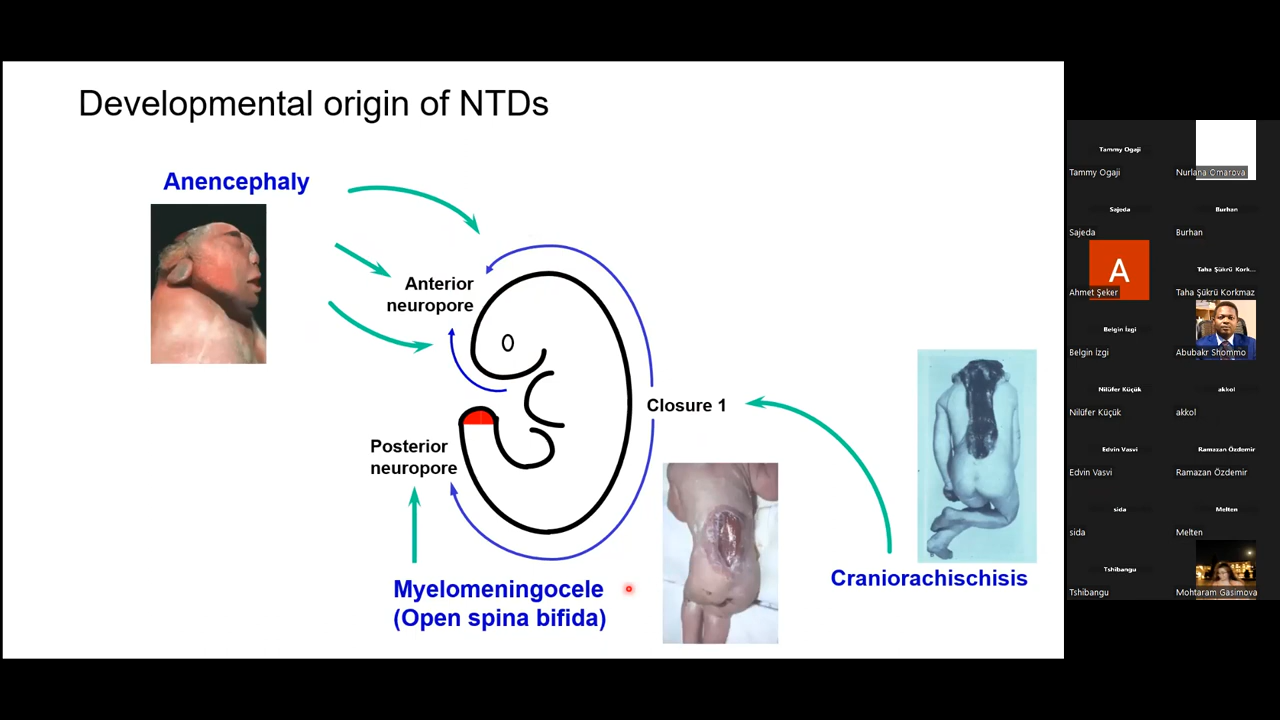 Developmental origin of NTDs
Anencephaly
Anterior
neuropore
Closure 1
Posterior
neuropore
Myelomeningocele
(Open spina bifida)
Craniorachischisis
Tammy Ogaji
Tammy Ogaji
Nurlana Omarova
Sajeda
Sajeda
Burhan
Burhan
A
Ahmet Şeker
Taha Şükrü Kork...
Taha Şükrü Korkmaz
Belgin İzgi
Belgin İzgi
Abubakr Shommo
Nilüfer Küçük
Nilüfer Küçük
akkol
akkol
Edvin Vasvi
Edvin Vasvi
Ramazan Özdemir
Ramazan Özdemir
sida
sida
Melten
Melten
Tshibangu
Tshibangu
Mohtaram Gasimova